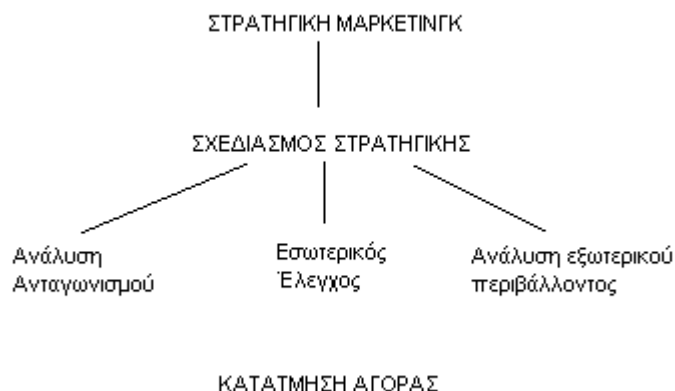 ΣΤΡΑΤΗΓΙΚΗ ΜΑΡΚΕΤΙΝΓΚ
ΣΧΕΔΙΑΣΜΟΣ ΣΤΡΑΤΗΓΙΚΗΣ
Ανάλυση
Ανταγωνισμού
Εσωτερικός
Έλεγχος
Ανάλυση εξωτερικού
περιβάλλοντος
ΚΑΤΑΤΜΗΣΗ ΑΓΟΡΑΣ